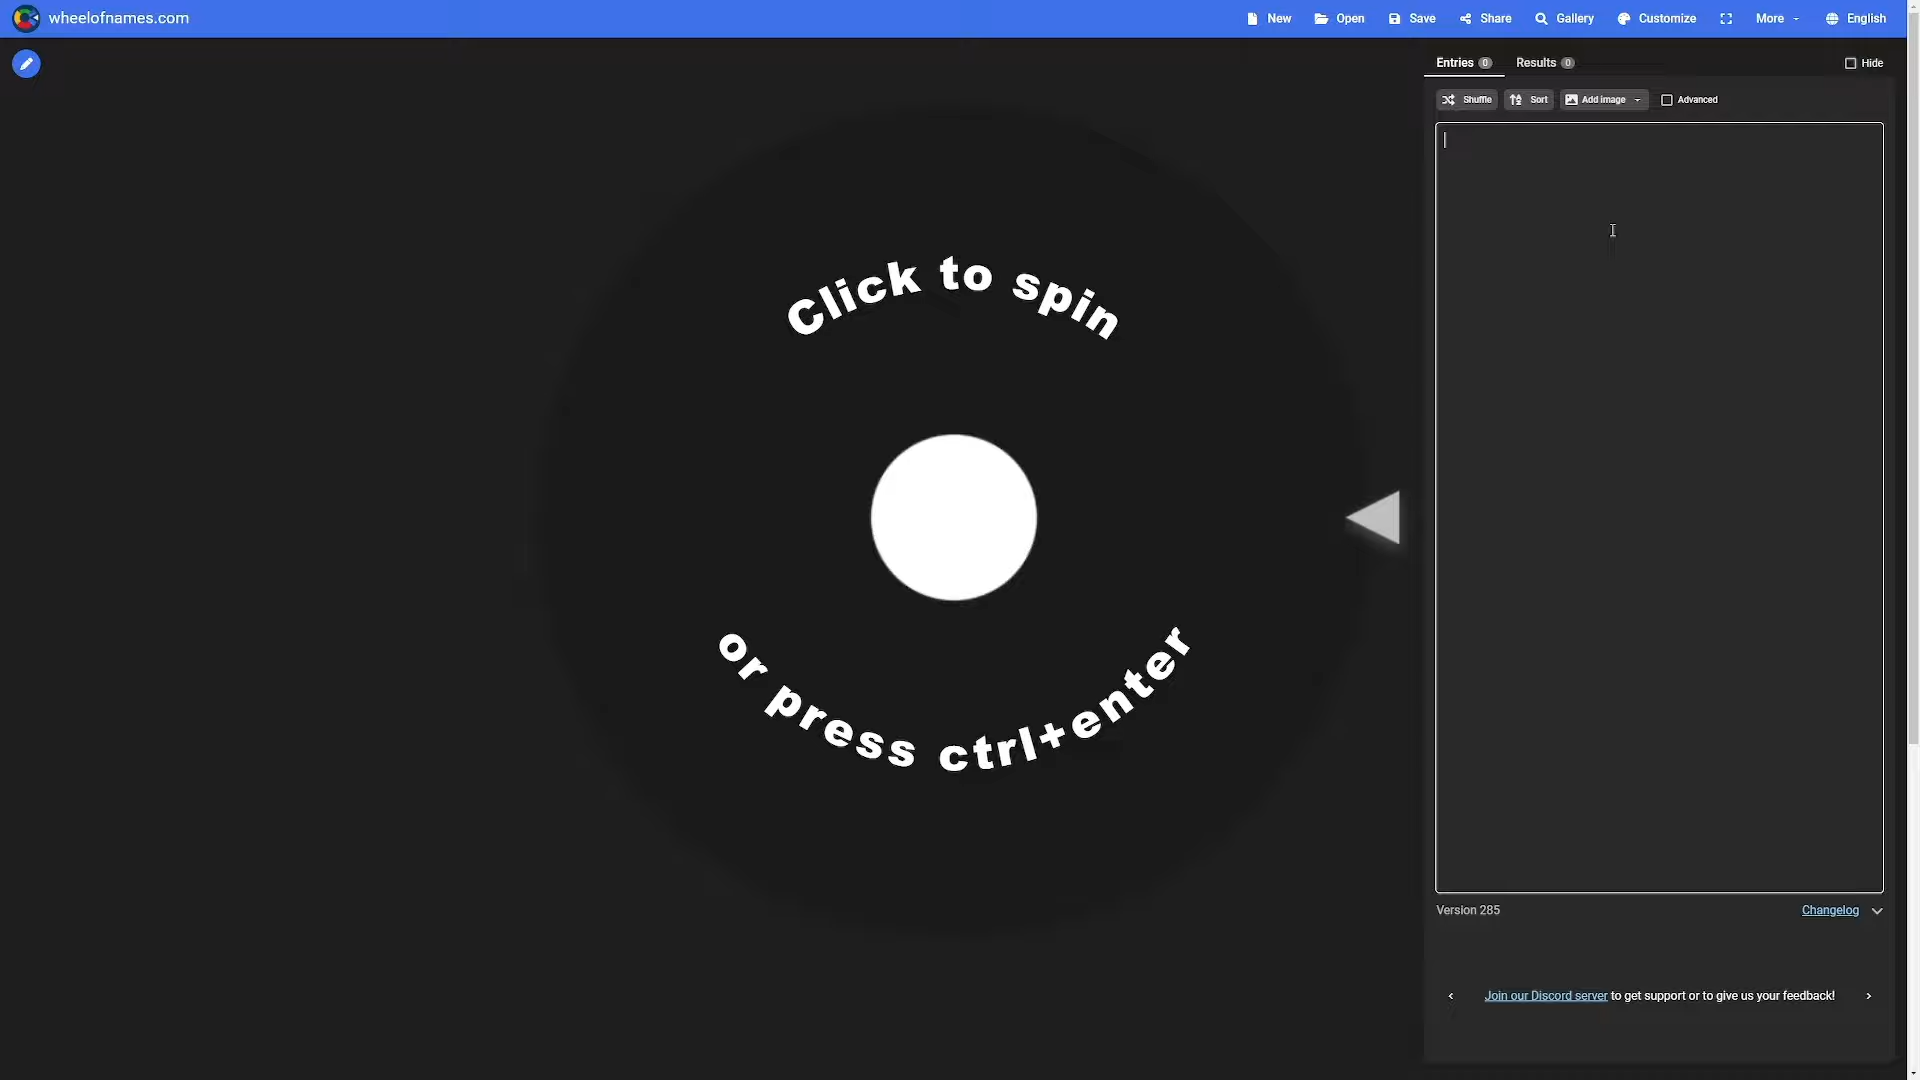 wheelofnames.com
New Open Save Share Gallery Customize More English
Entries 0 Results 0 Hide
Shuffle Sort Add image Advanced
Click to spin
or press ctrl+enter
Version 285 Changelog
Join our Discord server to get support or to give us your feedback!